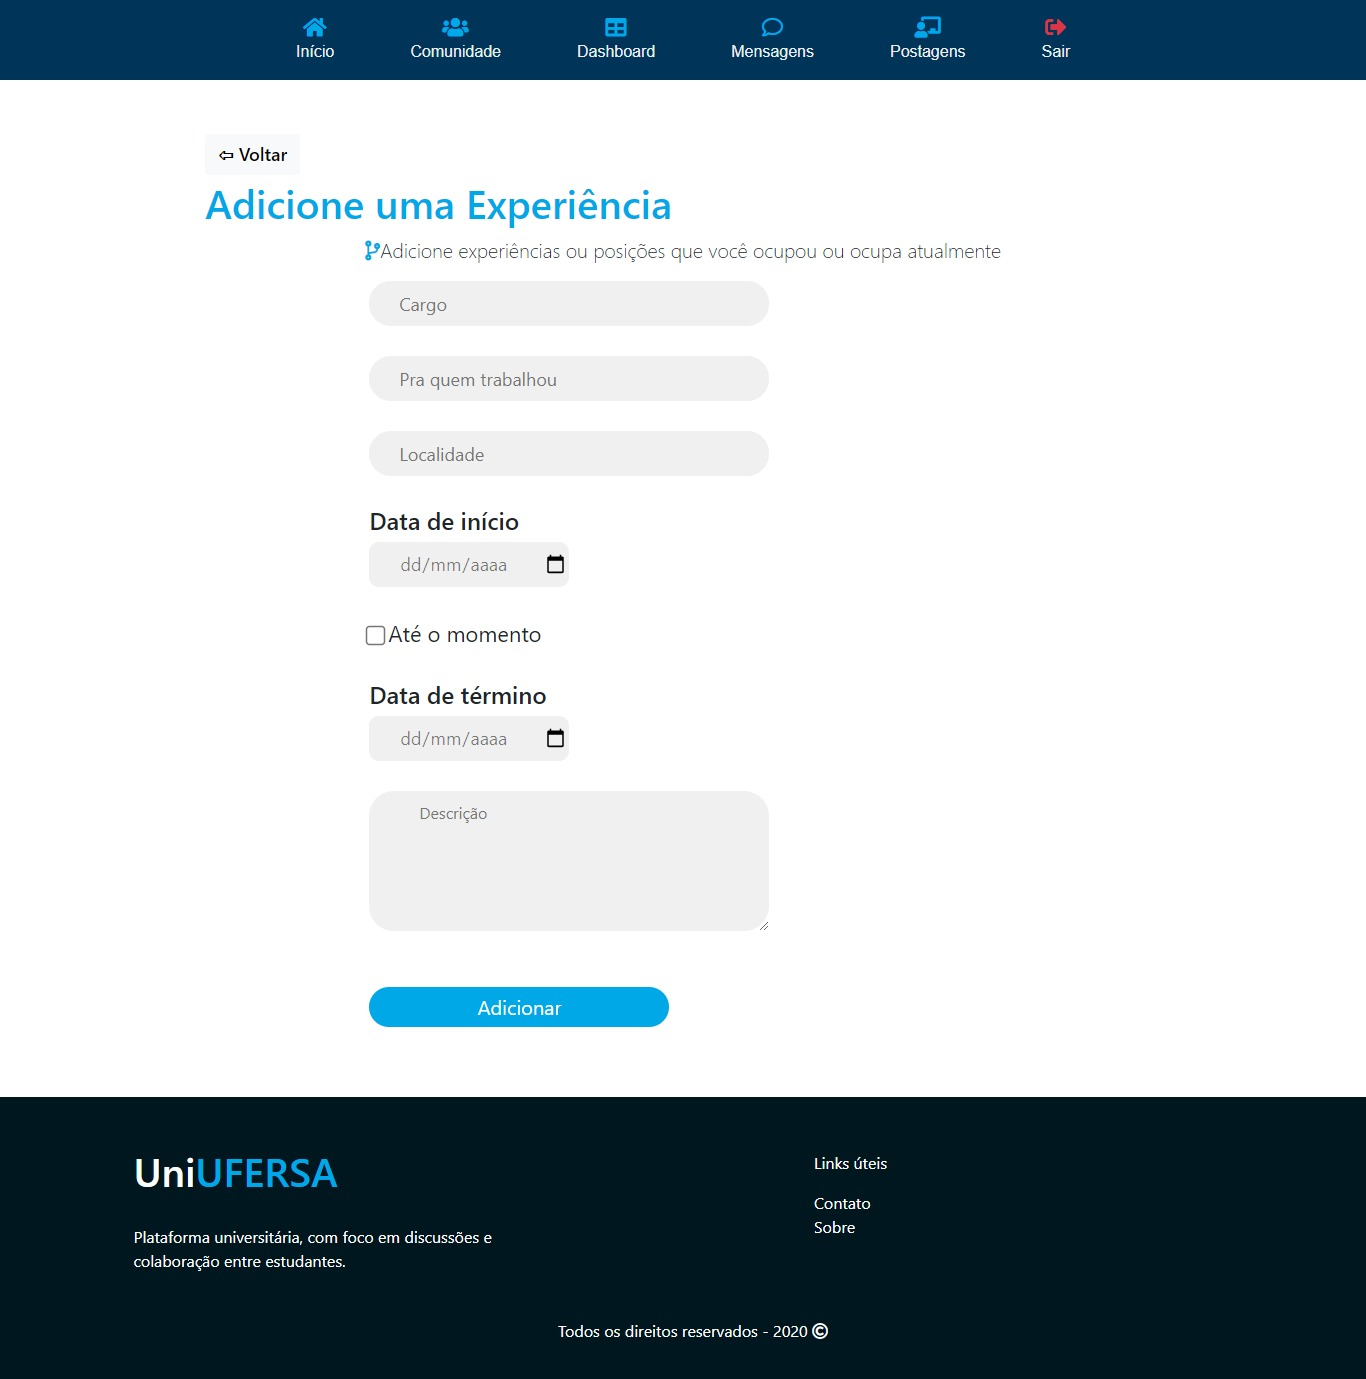 Início
Comunidade
Dashboard
Mensagens
Postagens
Sair
⇦ Voltar
Adicione uma Experiência
Adicione experiências ou posições que você ocupou ou ocupa atualmente
Cargo
Pra quem trabalhou
Localidade
Data de início
dd/mm/aaaa
Até o momento
Data de término
dd/mm/aaaa
Descrição
Adicionar
UniUFERSA
Plataforma universitária, com foco em discussões e
colaboração entre estudantes.
Links úteis
Contato
Sobre
Todos os direitos reservados - 2020 ©